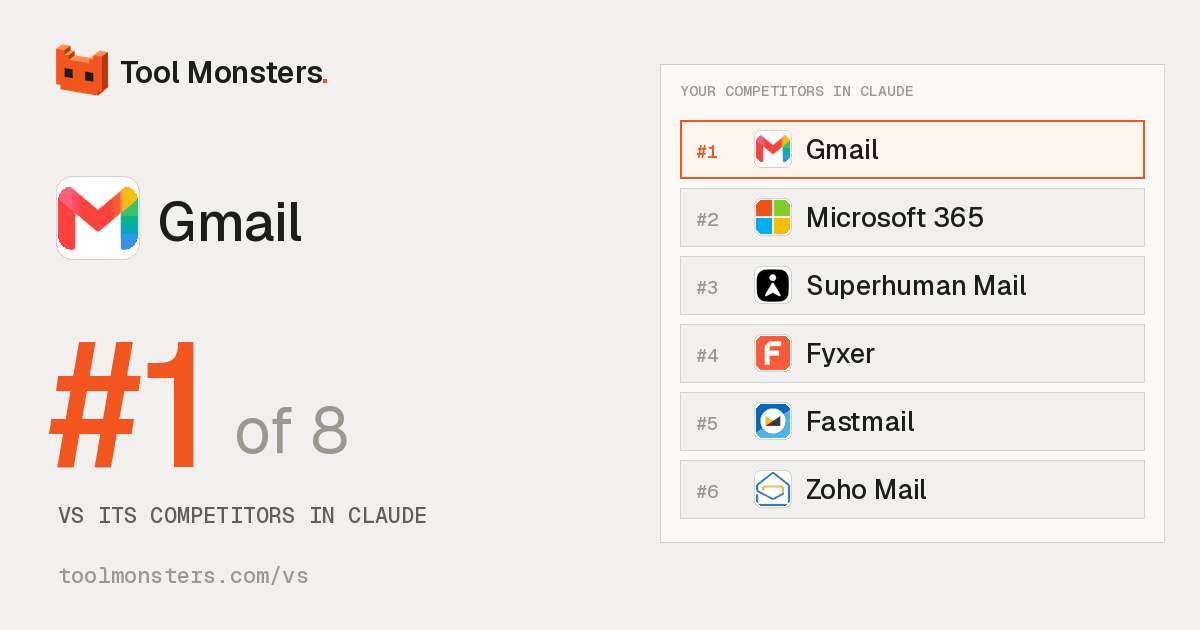 Tool Monsters.
Gmail
#1 of 8
VS ITS COMPETITORS IN CLAUDE
toolmonsters.com/vs
YOUR COMPETITORS IN CLAUDE
#1 Gmail
#2 Microsoft 365
#3 Superhuman Mail
#4 Fyxer
#5 Fastmail
#6 Zoho Mail